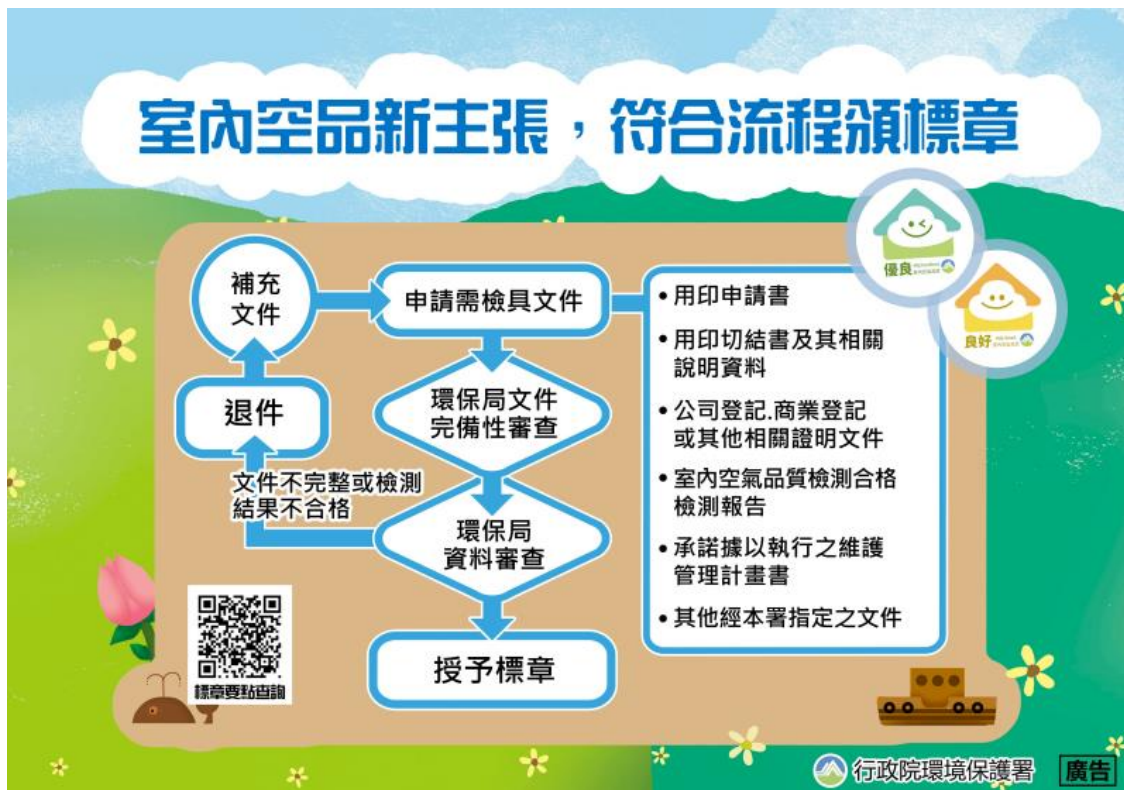 室內空品新主張，符合流程頒標章
優良
良好
補充
文件
申請需檢具文件
退件
環保局文件
完備性審查
文件不完整或檢測
結果不合格
環保局
資料審查
授予標章
•用印申請書
•用印切結書及其相關
說明資料
•公司登記.商業登記
或其他相關證明文件
•室內空氣品質檢測合格
檢測報告
•承諾據以執行之維護
管理計畫書
•其他經本署指定之文件
標章要點查詢
行政院環境保護署
廣告